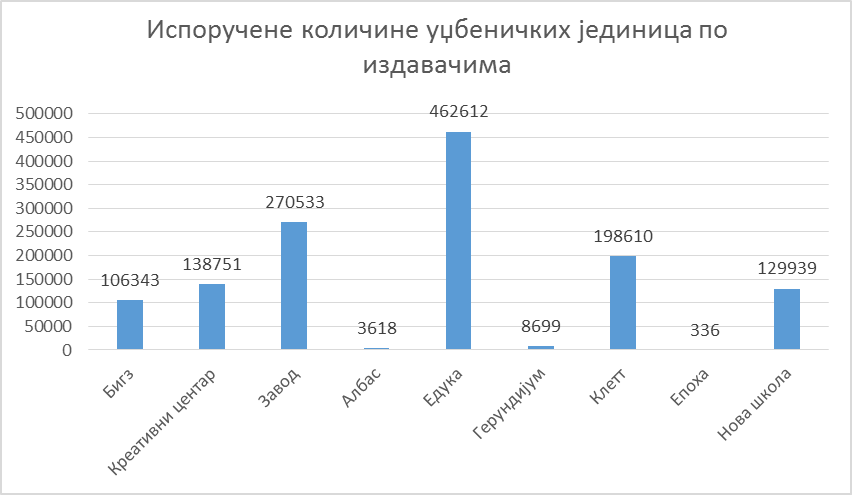 Испоручене количине уџбеничких јединица по
издавачима
500000
450000
400000
350000
300000
250000
200000
150000
100000
50000
0
106343
138751
270533
3618
462612
8699
198610
336
129939
Бигз
Креативни центар
Завод
Албас
Едука
Герундијум
Клетт
Епоха
Нова школа